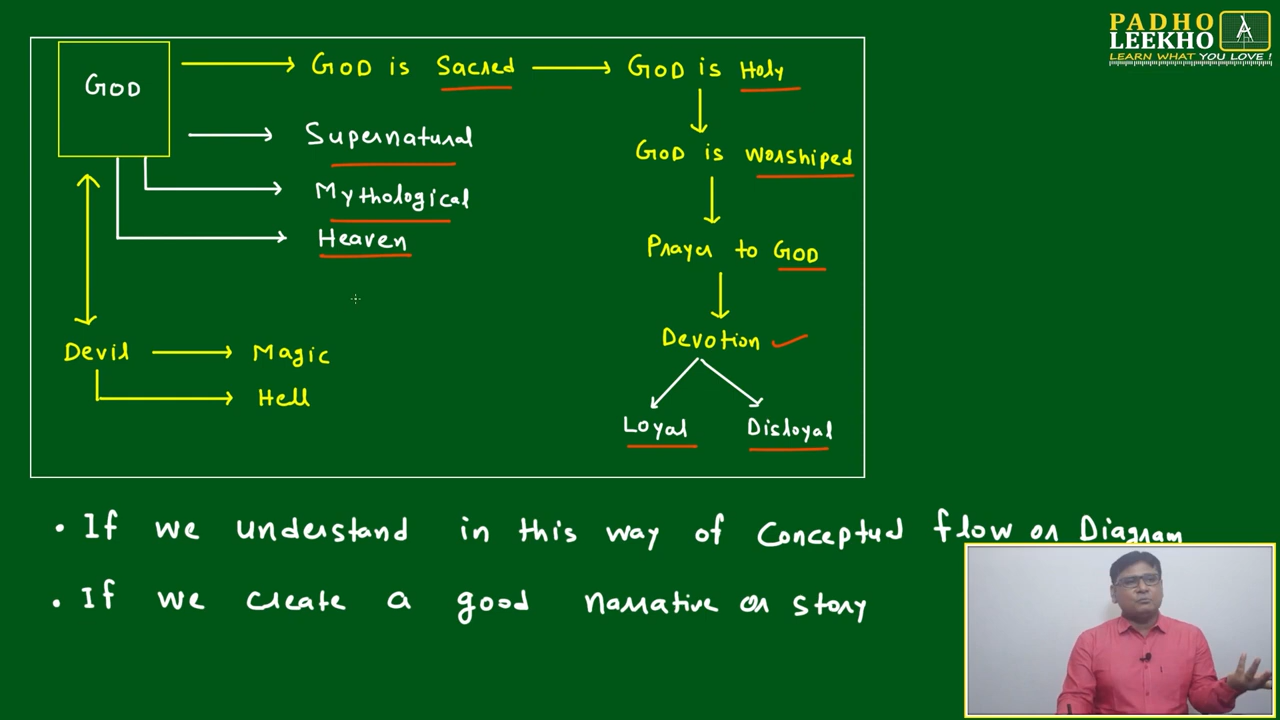 PADHO
LEEKHO
LEARN WHAT YOU LOVE !
GOD
GOD is Sacred
GOD is Holy
Supernatural
GOD is Worshiped
Mythological
Heaven
Prayer to GOD
Devotion
Devil
Magic
Hell
Loyal
Disloyal
• If we understand in this way of Conceptual flow or Diagram
• If we create a good narrative or story